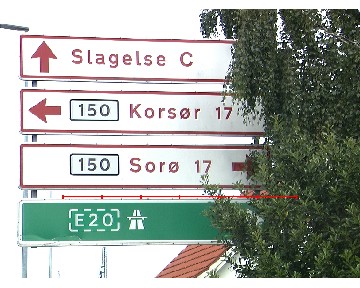 Slagelse C
150 Korsør 17
150 Sorø 17
E20